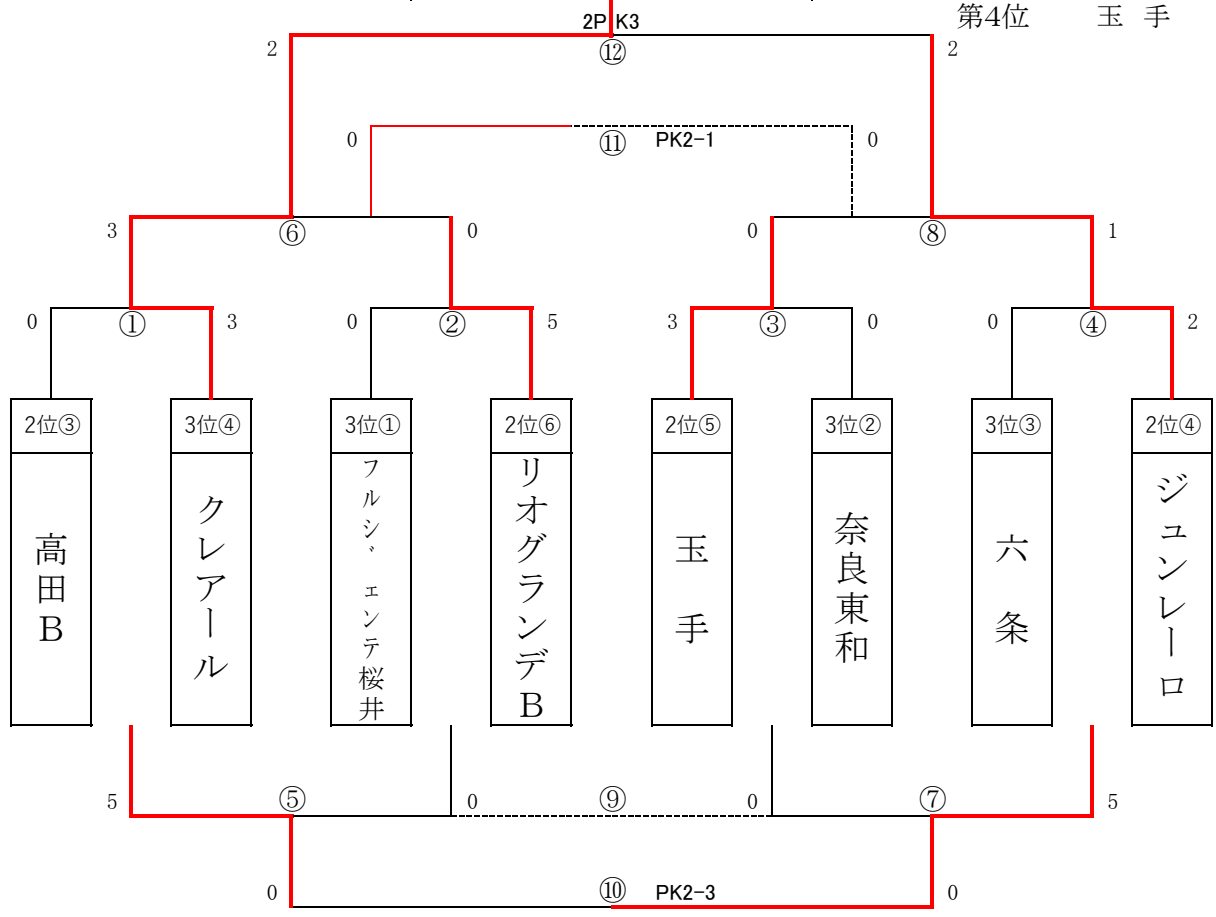 第4位 玉 手
2P K3
2 ⑫ 2
0 ⑪ PK2-1 0
3 ⑥ 0 0 ⑧ 1
0 ① 3 0 ② 5 3 ③ 0 0 ④ 2
2位③ 3位④ 3位① 2位⑥ 2位⑤ 3位② 3位③ 2位④
高田B
クレアール
フルシ゛ェンテ桜井
リオグランデB
玉 手
奈良東和
六 条
ジュンレーロ
5 ⑤ 0 ⑨ 0 ⑦ 5
0 ⑩ PK2-3 0